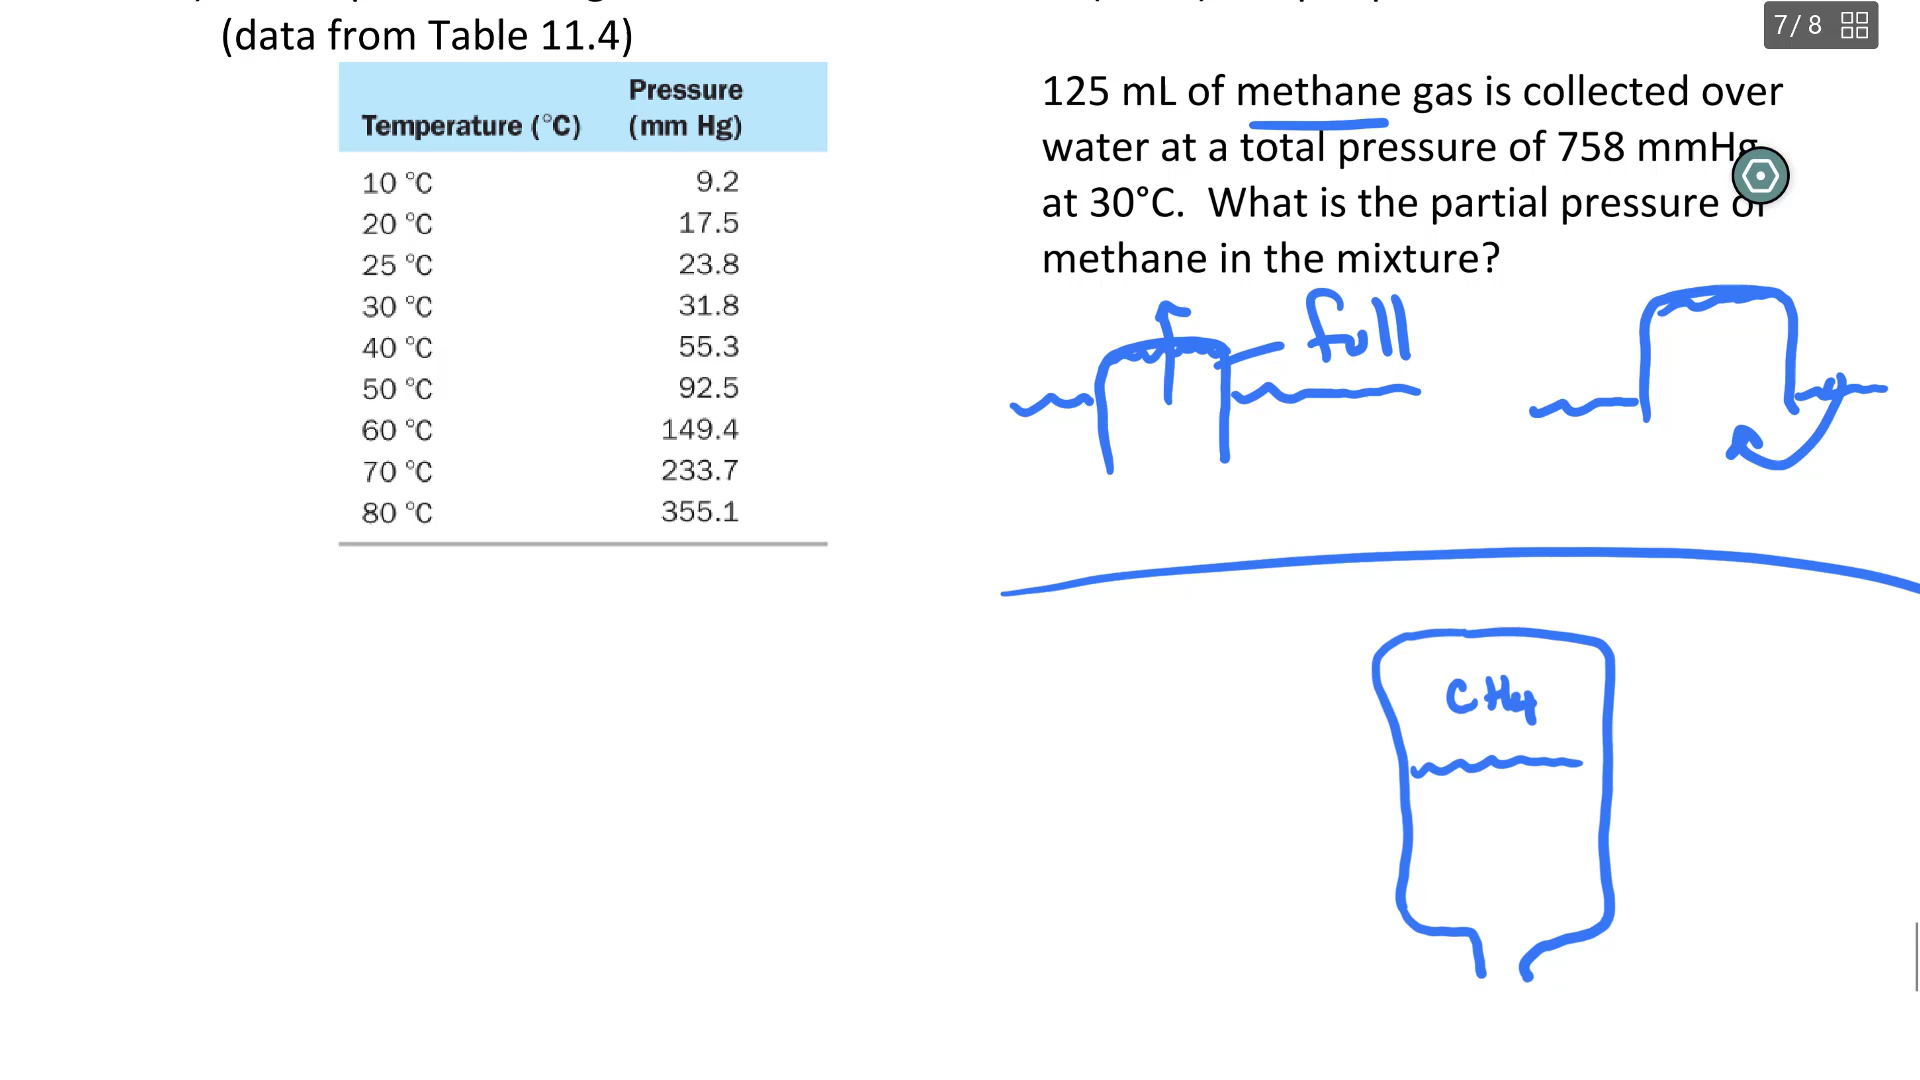 (data from Table 11.4)
Temperature (°C) Pressure (mm Hg)
10 °C 9.2
20 °C 17.5
25 °C 23.8
30 °C 31.8
40 °C 55.3
50 °C 92.5
60 °C 149.4
70 °C 233.7
80 °C 355.1
7/8
125 mL of methane gas is collected over
water at a total pressure of 758 mmHg
at 30°C. What is the partial pressure of
methane in the mixture?
full
CH4